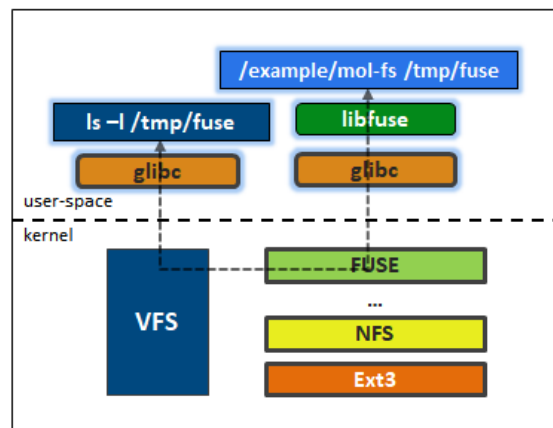 /example/mol-fs /tmp/fuse
ls –l /tmp/fuse
libfuse
glibc
glibc
user-space
kernel
FUSE
...
VFS
NFS
Ext3